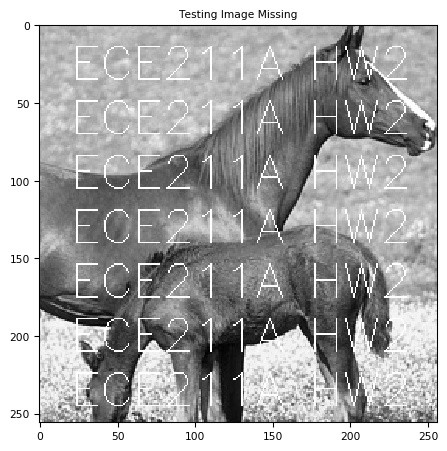 Testing Image Missing
0
50
100
150
200
250
0 50 100 150 200 250
ECE211A HW2
ECE211A HW2
ECE211A HW2
ECE211A HW2
ECE211A HW2
ECE211A HW2
ECE211A HW2